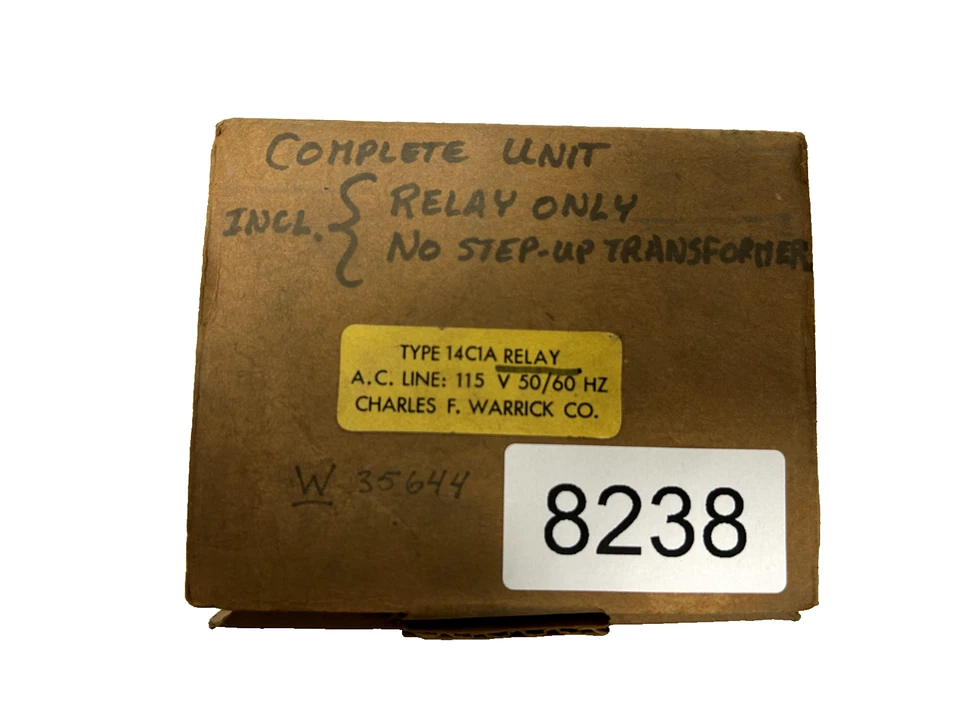 COMPLETE UNIT
INCL. { RELAY ONLY
NO STEP-UP TRANSFORMER
TYPE 14C1A RELAY
A.C. LINE: 115 V 50/60 HZ
CHARLES F. WARRICK CO.
W 35644
8238